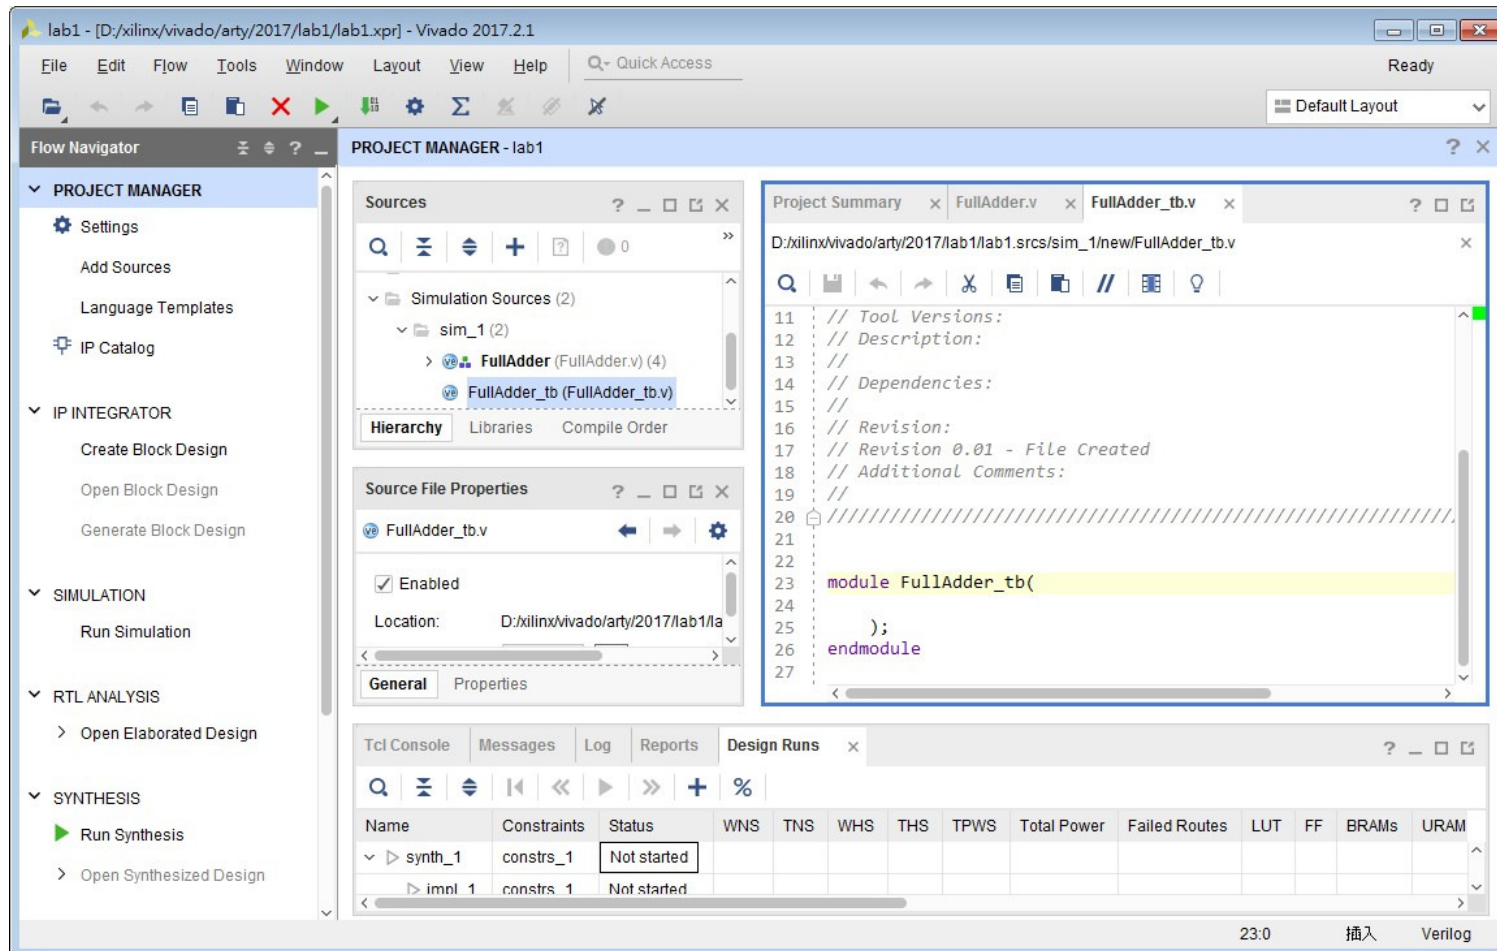 lab1 - [D:/xilinx/vivado/arty/2017/lab1/lab1.xpr] - Vivado 2017.2.1
File Edit Flow Tools Window Layout View Help Quick Access Ready
Default Layout
Flow Navigator
PROJECT MANAGER
Settings
Add Sources
Language Templates
IP Catalog
IP INTEGRATOR
Create Block Design
Open Block Design
Generate Block Design
SIMULATION
Run Simulation
RTL ANALYSIS
Open Elaborated Design
SYNTHESIS
Run Synthesis
Open Synthesized Design
PROJECT MANAGER - lab1
Sources
0
Simulation Sources (2)
sim_1 (2)
FullAdder (FullAdder.v) (4)
FullAdder_tb (FullAdder_tb.v)
Hierarchy Libraries Compile Order
Source File Properties
FullAdder_tb.v
Enabled
Location: D:/xilinx/vivado/arty/2017/lab1/la
General Properties
Project Summary FullAdder.v FullAdder_tb.v
D:/xilinx/vivado/arty/2017/lab1/lab1.srcs/sim_1/new/FullAdder_tb.v
11 // Tool Versions:
12 // Description:
13 //
14 // Dependencies:
15 //
16 // Revision:
17 // Revision 0.01 - File Created
18 // Additional Comments:
19 //
20 ////////////////////////////////////////////////////////////
21
22
23 module FullAdder_tb(
24
25 );
26 endmodule
27
Tcl Console Messages Log Reports Design Runs
Name Constraints Status WNS TNS WHS THS TPWS Total Power Failed Routes LUT FF BRAMs URAM
synth_1 constrs_1 Not started
impl_1 constrs_1 Not started
23:0 插入 Verilog